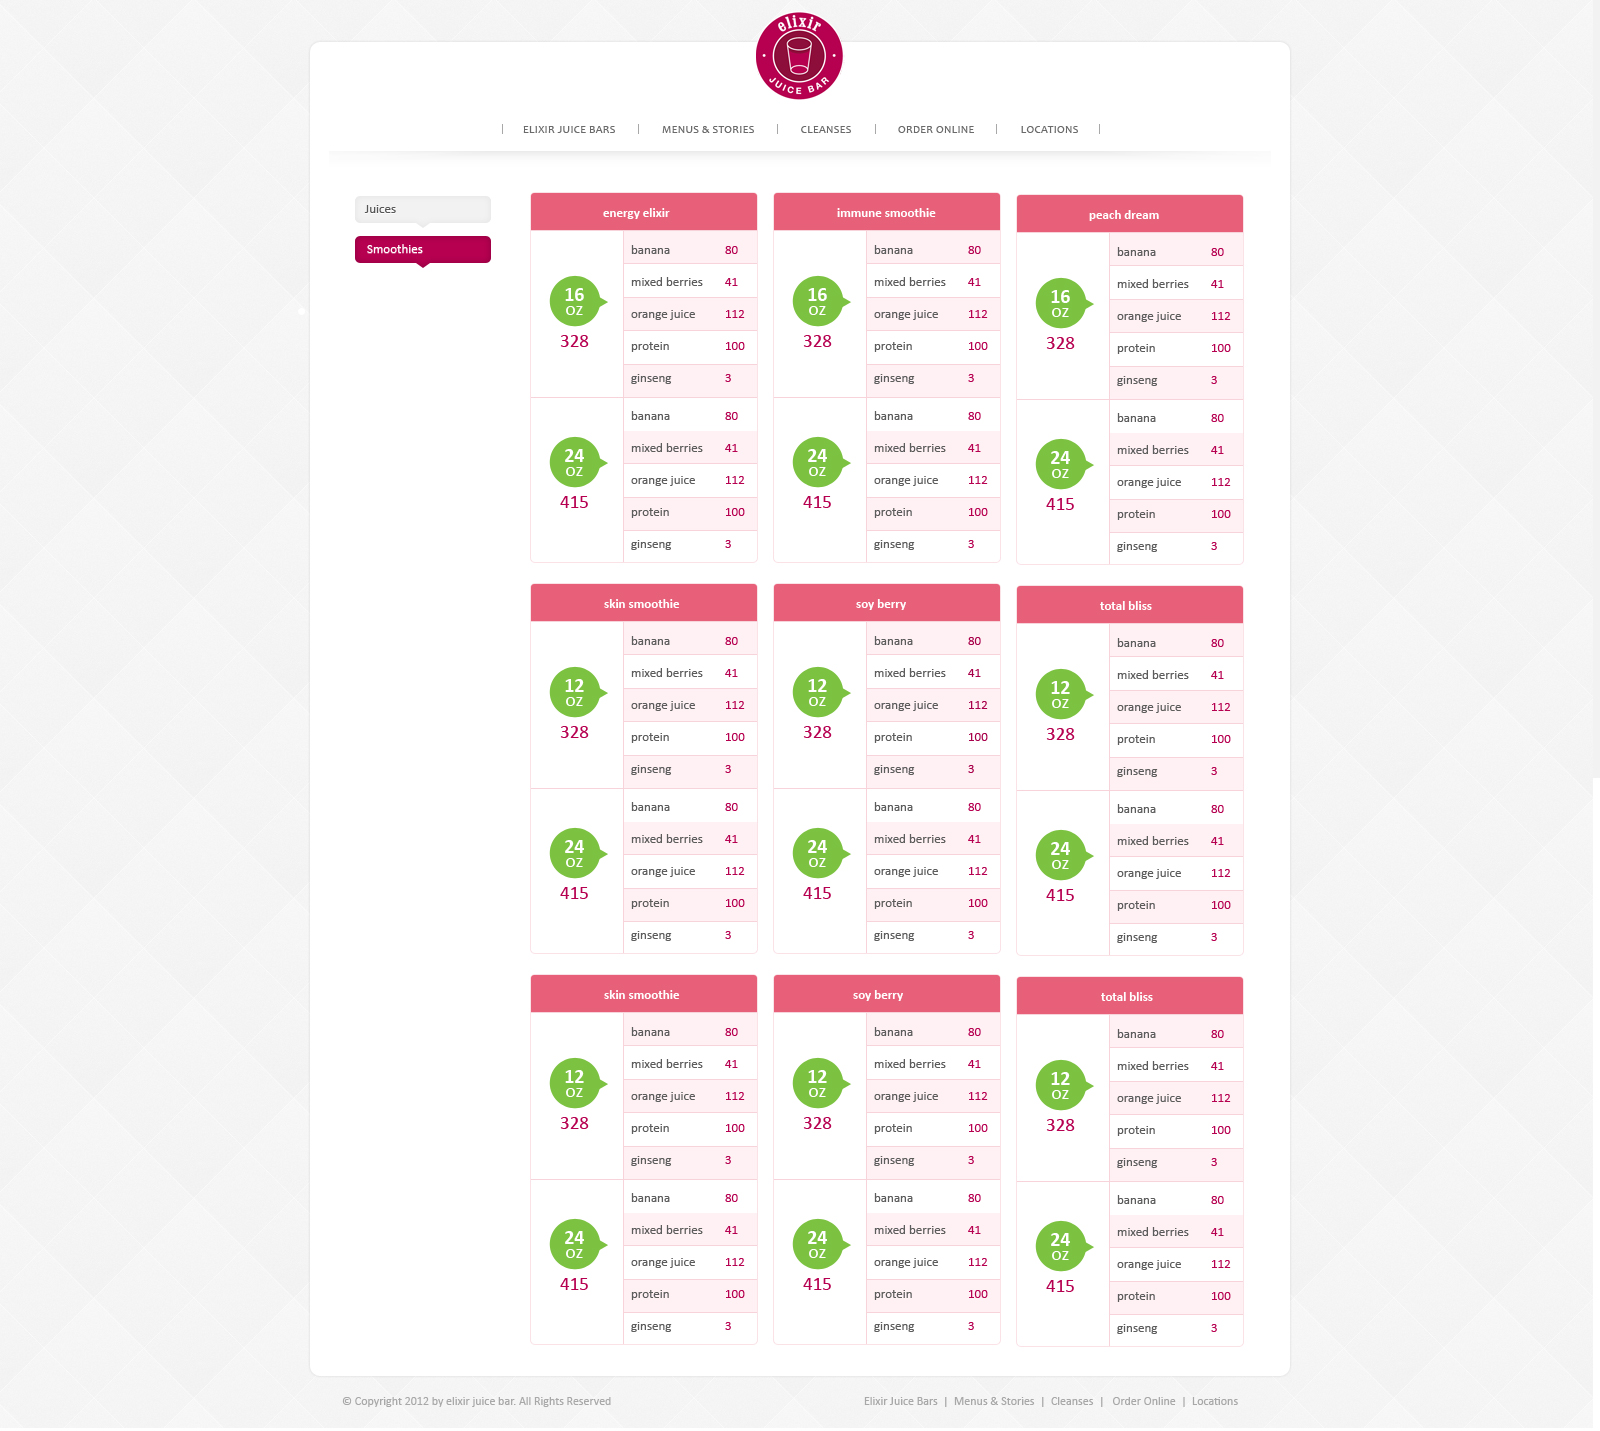 elixir
JUICE BAR
ELIXIR JUICE BARS
MENUS & STORIES
CLEANSES
ORDER ONLINE
LOCATIONS
Juices
Smoothies
energy elixir
16
OZ
328
banana 80
mixed berries 41
orange juice 112
protein 100
ginseng 3
24
OZ
415
banana 80
mixed berries 41
orange juice 112
protein 100
ginseng 3
immune smoothie
16
OZ
328
banana 80
mixed berries 41
orange juice 112
protein 100
ginseng 3
24
OZ
415
banana 80
mixed berries 41
orange juice 112
protein 100
ginseng 3
peach dream
16
OZ
328
banana 80
mixed berries 41
orange juice 112
protein 100
ginseng 3
24
OZ
415
banana 80
mixed berries 41
orange juice 112
protein 100
ginseng 3
skin smoothie
12
OZ
328
banana 80
mixed berries 41
orange juice 112
protein 100
ginseng 3
24
OZ
415
banana 80
mixed berries 41
orange juice 112
protein 100
ginseng 3
soy berry
12
OZ
328
banana 80
mixed berries 41
orange juice 112
protein 100
ginseng 3
24
OZ
415
banana 80
mixed berries 41
orange juice 112
protein 100
ginseng 3
total bliss
12
OZ
328
banana 80
mixed berries 41
orange juice 112
protein 100
ginseng 3
24
OZ
415
banana 80
mixed berries 41
orange juice 112
protein 100
ginseng 3
skin smoothie
12
OZ
328
banana 80
mixed berries 41
orange juice 112
protein 100
ginseng 3
24
OZ
415
banana 80
mixed berries 41
orange juice 112
protein 100
ginseng 3
soy berry
12
OZ
328
banana 80
mixed berries 41
orange juice 112
protein 100
ginseng 3
24
OZ
415
banana 80
mixed berries 41
orange juice 112
protein 100
ginseng 3
total bliss
12
OZ
328
banana 80
mixed berries 41
orange juice 112
protein 100
ginseng 3
24
OZ
415
banana 80
mixed berries 41
orange juice 112
protein 100
ginseng 3
© Copyright 2012 by elixir juice bar. All Rights Reserved
Elixir Juice Bars | Menus & Stories | Cleanses | Order Online | Locations